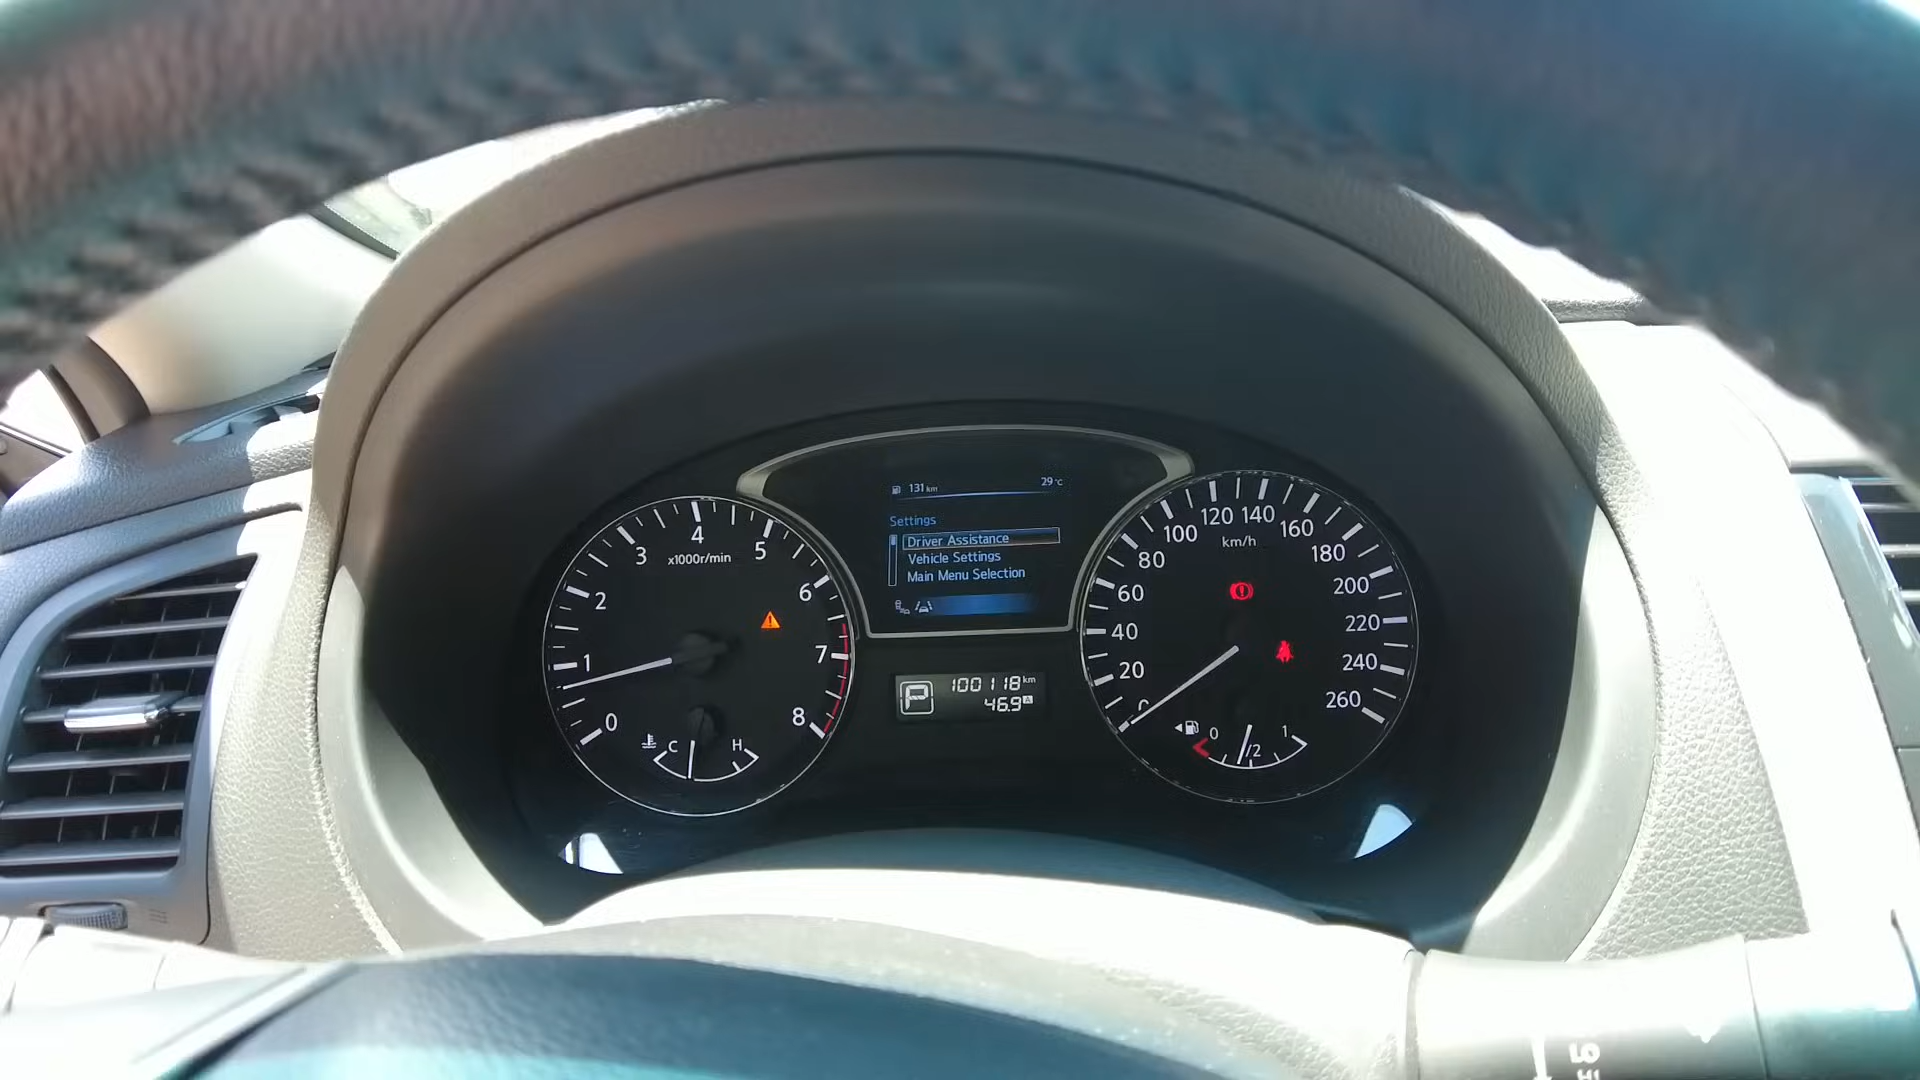 131 km 29°C
Settings
Driver Assistance
Vehicle Settings
Main Menu Selection
0 1 2 3 4 5 6 7 8
x1000r/min
C H
P
100118 km
46.9 A
0 20 40 60 80 100 120 140 160 180 200 220 240 260
km/h
0 1/2 1
LO
HI